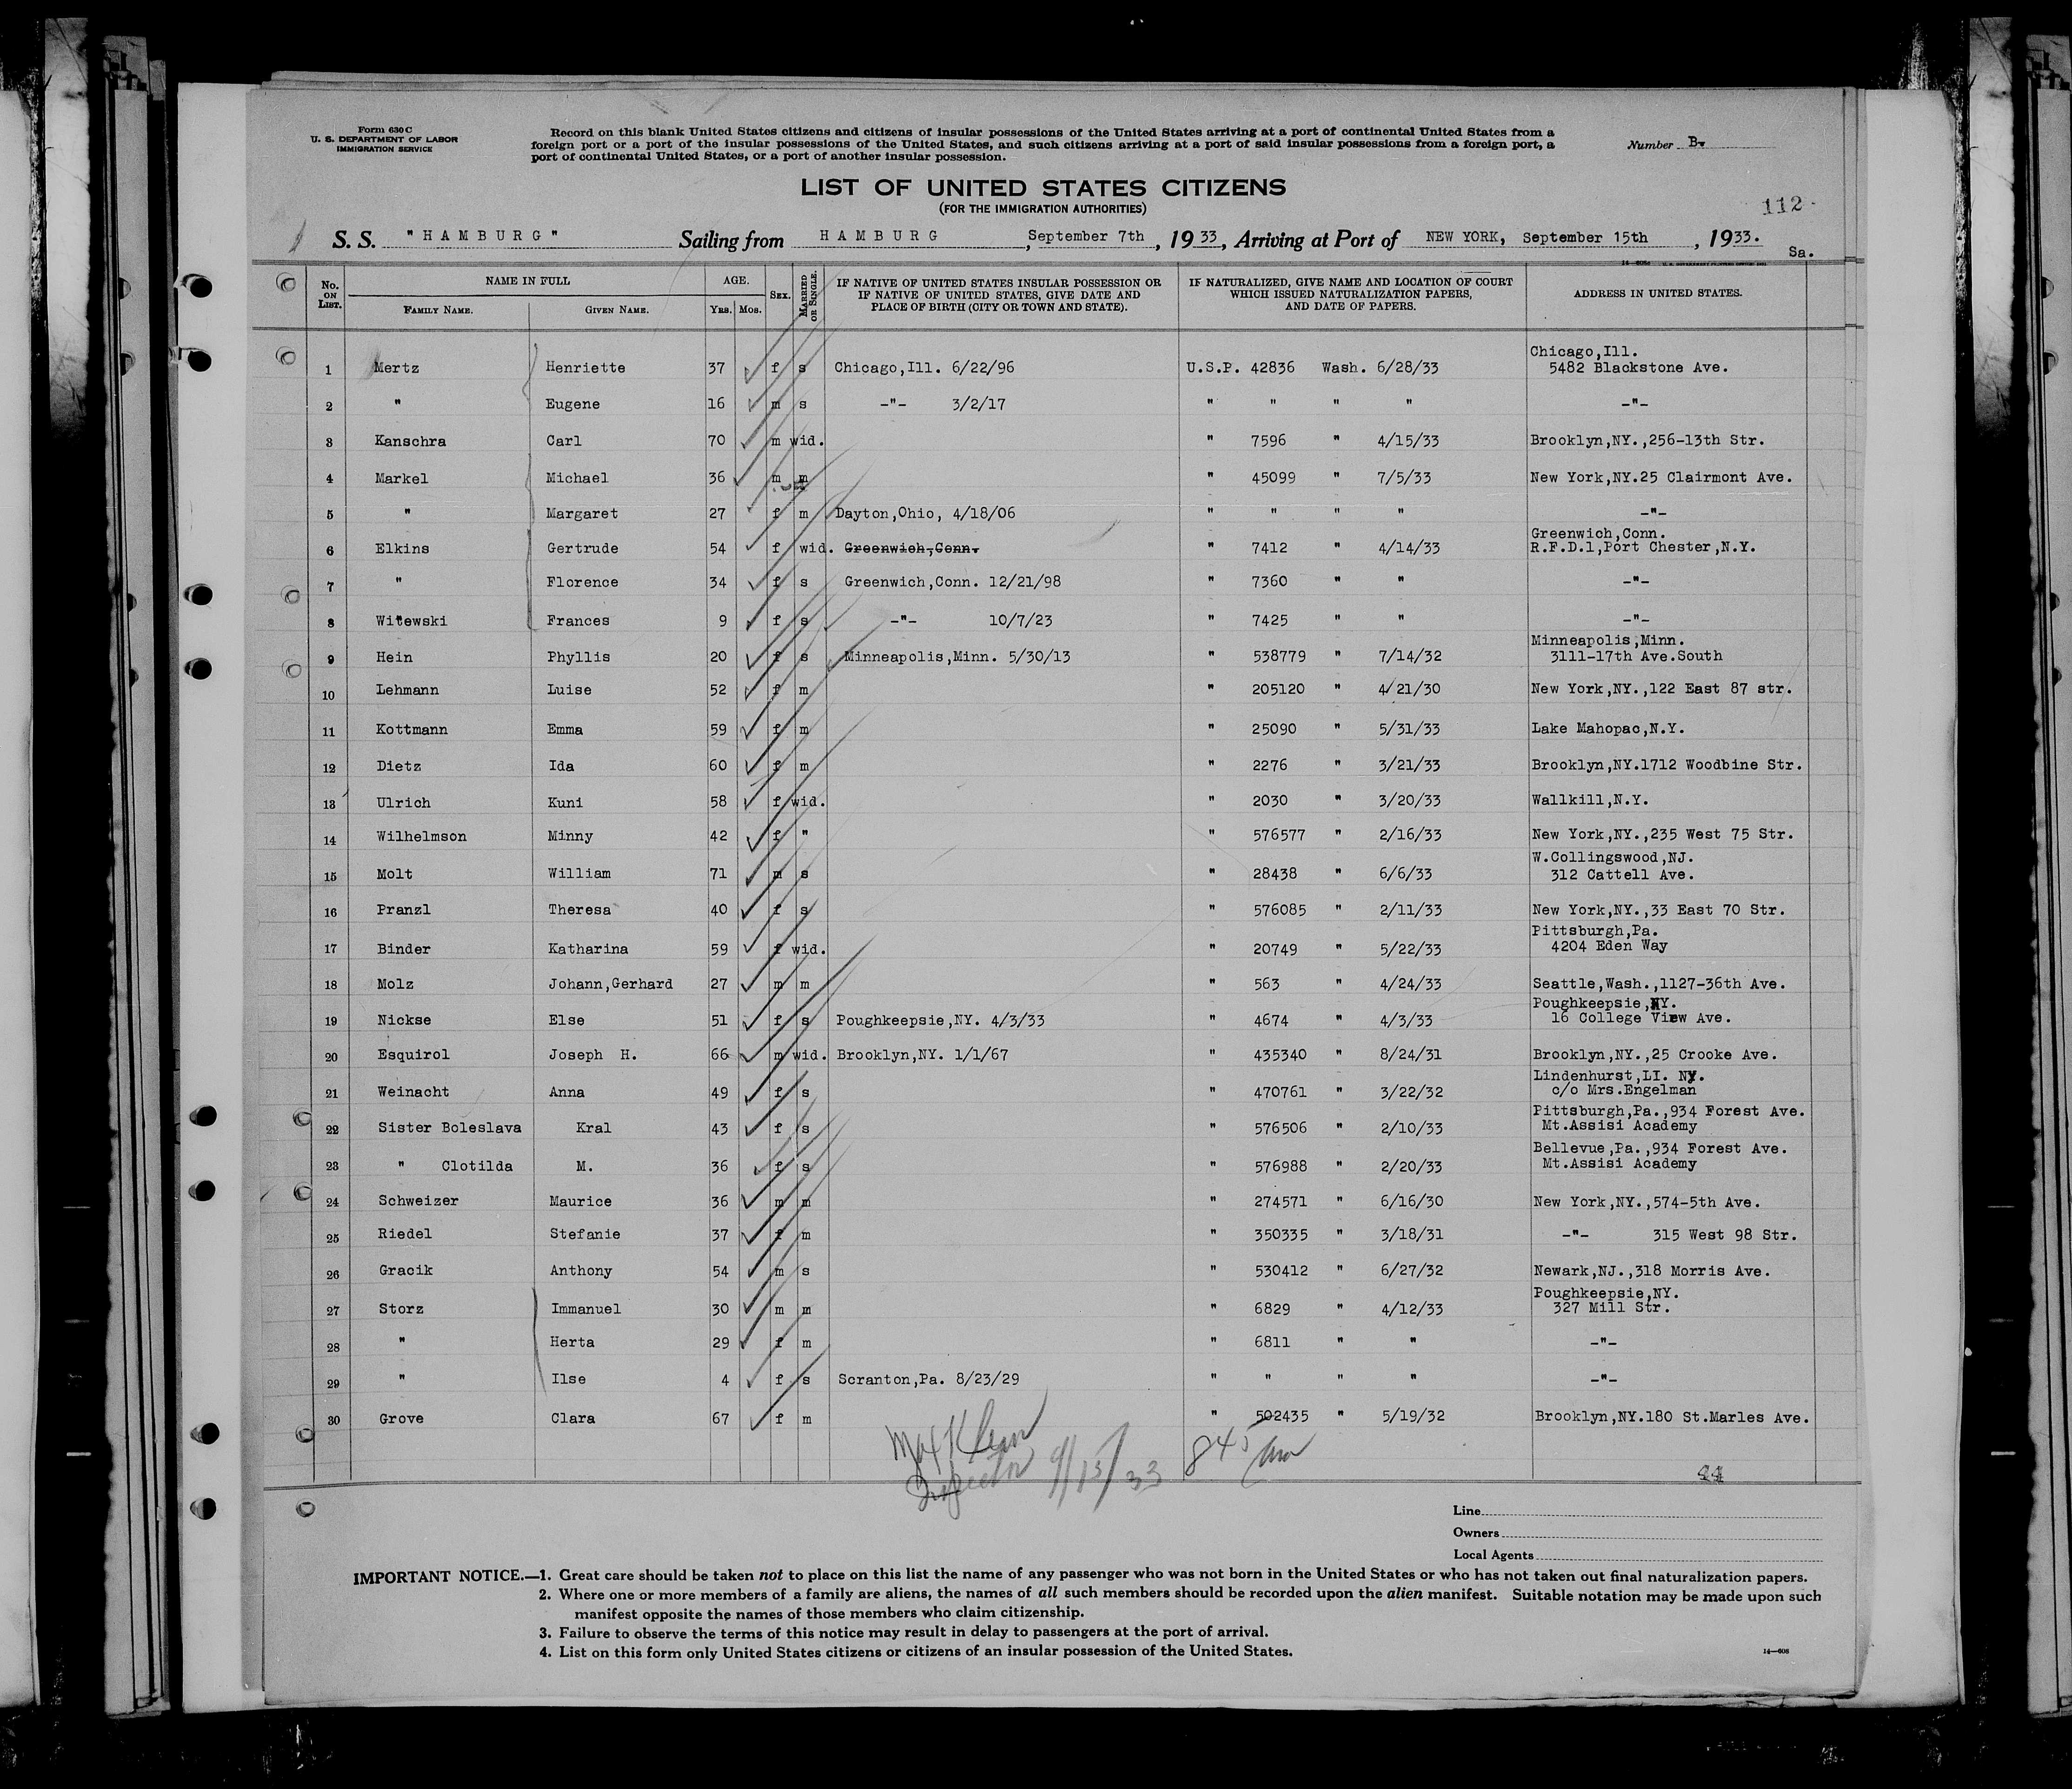 Form 630 C
U. S. DEPARTMENT OF LABOR
IMMIGRATION SERVICE
Record on this blank United States citizens and citizens of insular possessions of the United States arriving at a port of continental United States from a
foreign port or a port of the insular possessions of the United States, and such citizens arriving at a port of said insular possessions from a foreign port, a
port of continental United States, or a port of another insular possession.
Number B.
LIST OF UNITED STATES CITIZENS
(FOR THE IMMIGRATION AUTHORITIES)
112
S. S. "HAMBURG" Sailing from HAMBURG, September 7th, 1933, Arriving at Port of NEW YORK, September 15th, 1933.
Sa.
No. ON LIST. NAME IN FULL AGE. SEX. MARRIED OR SINGLE. IF NATIVE OF UNITED STATES INSULAR POSSESSION OR IF NATIVE OF UNITED STATES, GIVE DATE AND PLACE OF BIRTH (CITY OR TOWN AND STATE). IF NATURALIZED, GIVE NAME AND LOCATION OF COURT WHICH ISSUED NATURALIZATION PAPERS, AND DATE OF PAPERS. ADDRESS IN UNITED STATES.
FAMILY NAME. GIVEN NAME. YRS. MOS.
1 Mertz Henriette 37 f s Chicago,Ill. 6/22/96 U.S.P. 42836 Wash. 6/28/33 Chicago,Ill. 5482 Blackstone Ave.
2 " Eugene 16 m s -"- 3/2/17 " " " " -"-
3 Kanschra Carl 70 m wid. " 7596 " 4/15/33 Brooklyn,NY.,256-13th Str.
4 Markel Michael 36 m m " 45099 " 7/5/33 New York,NY.25 Clairmont Ave.
5 " Margaret 27 f m Dayton,Ohio, 4/18/06 " " " " -"-
6 Elkins Gertrude 54 f wid. Greenwich,Conn. " 7412 " 4/14/33 Greenwich,Conn. R.F.D.1,Port Chester,N.Y.
7 " Florence 34 f s Greenwich,Conn. 12/21/98 " 7360 " " -"-
8 Witewski Frances 9 f s -"- 10/7/23 " 7425 " " -"-
9 Hein Phyllis 20 f s Minneapolis,Minn. 5/30/13 " 538779 " 7/14/32 Minneapolis,Minn. 3111-17th Ave.South
10 Lehmann Luise 52 f m " 205120 " 4/21/30 New York,NY.,122 East 87 str.
11 Kottmann Emma 59 f m " 25090 " 5/31/33 Lake Mahopac,N.Y.
12 Dietz Ida 60 f m " 2276 " 3/21/33 Brooklyn,NY.1712 Woodbine Str.
13 Ulrich Kuni 58 f wid. " 2030 " 3/20/33 Wallkill,N.Y.
14 Wilhelmson Minny 42 f " " 576577 " 2/16/33 New York,NY.,235 West 75 Str.
15 Molt William 71 m s " 28438 " 6/6/33 W.Collingswood,NJ. 312 Cattell Ave.
16 Pranzl Theresa 40 f s " 576085 " 2/11/33 New York,NY.,33 East 70 Str.
17 Binder Katharina 59 f wid. " 20749 " 5/22/33 Pittsburgh,Pa. 4204 Eden Way
18 Molz Johann,Gerhard 27 m m " 563 " 4/24/33 Seattle,Wash.,1127-36th Ave.
19 Nickse Else 51 f s Poughkeepsie,NY. 4/3/33 " 4674 " 4/3/33 Poughkeepsie,NY. 16 College View Ave.
20 Esquirol Joseph H. 66 m wid. Brooklyn,NY. 1/1/67 " 435340 " 8/24/31 Brooklyn,NY.,25 Crooke Ave.
21 Weinacht Anna 49 f s " 470761 " 3/22/32 Lindenhurst,LI. NY. c/o Mrs.Engelman
22 Sister Boleslava Kral 43 f s " 576506 " 2/10/33 Pittsburgh,Pa.,934 Forest Ave. Mt.Assisi Academy
23 " Clotilda M. 36 f s " 576988 " 2/20/33 Bellevue,Pa.,934 Forest Ave. Mt.Assisi Academy
24 Schweizer Maurice 36 m m " 274571 " 6/16/30 New York,NY.,574-5th Ave.
25 Riedel Stefanie 37 f m " 350335 " 3/18/31 -"- 315 West 98 Str.
26 Gracik Anthony 54 m s " 530412 " 6/27/32 Newark,NJ.,318 Morris Ave.
27 Storz Immanuel 30 m m " 6829 " 4/12/33 Poughkeepsie,NY. 327 Mill Str.
28 " Herta 29 f m " 6811 " " -"-
29 " Ilse 4 f s Scranton,Pa. 8/23/29 " " " " -"-
30 Grove Clara 67 f m " 502435 " 5/19/32 Brooklyn,NY.180 St.Marles Ave.
Max Klein 845
Inspector 9/15/33
Line
Owners
Local Agents
IMPORTANT NOTICE.—1. Great care should be taken not to place on this list the name of any passenger who was not born in the United States or who has not taken out final naturalization papers.
2. Where one or more members of a family are aliens, the names of all such members should be recorded upon the alien manifest. Suitable notation may be made upon such
manifest opposite the names of those members who claim citizenship.
3. Failure to observe the terms of this notice may result in delay to passengers at the port of arrival.
4. List on this form only United States citizens or citizens of an insular possession of the United States.
14—608